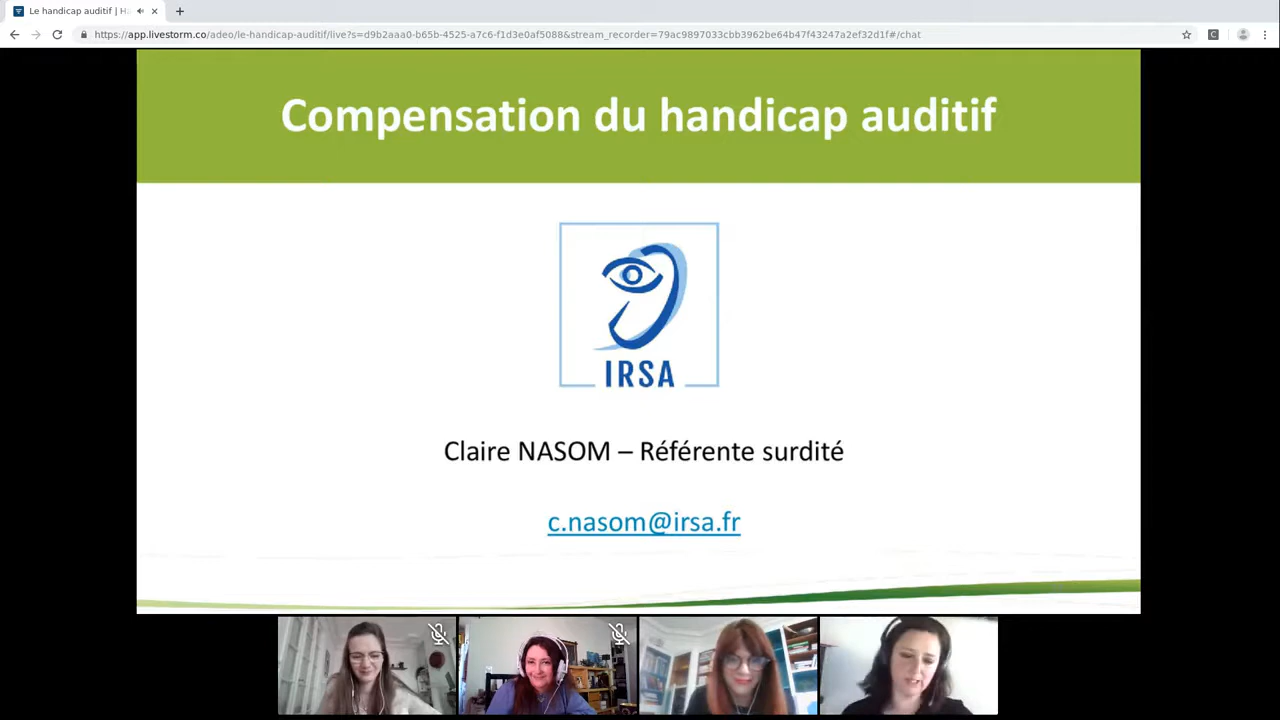 Le handicap auditif | H
https://app.livestorm.co/adeo/le-handicap-auditif/live?s=d9b2aaa0-b65b-4525-a7c6-f1d3e0af5088&stream_recorder=79ac9897033cbb3962be64b47f43247a2ef32d1f#/chat
C
Compensation du handicap auditif
IRSA
Claire NASOM – Référente surdité
c.nasom@irsa.fr